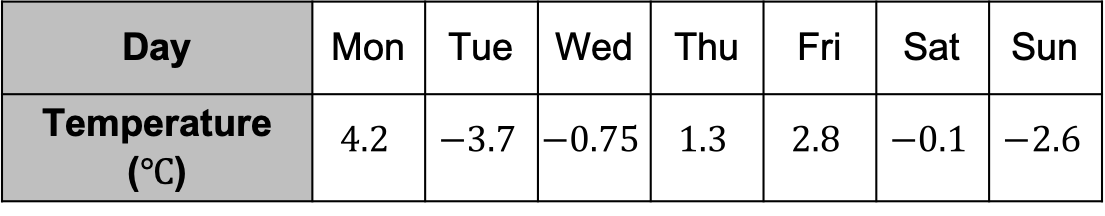 Day Mon Tue Wed Thu Fri Sat Sun
Temperature (°C) 4.2 −3.7 −0.75 1.3 2.8 −0.1 −2.6